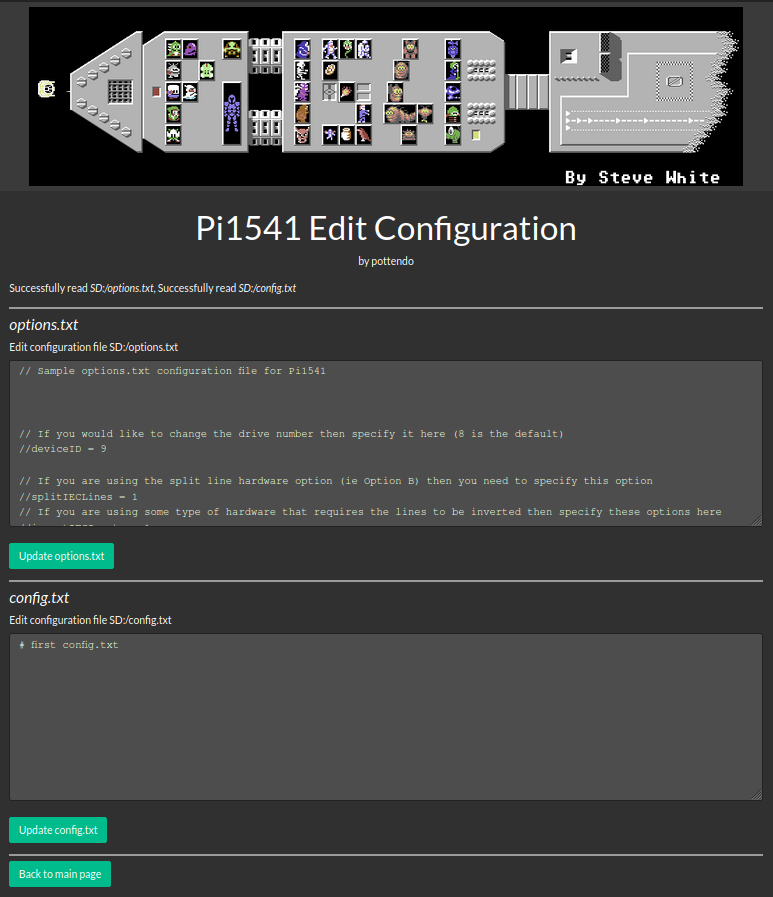 By Steve White
Pi1541 Edit Configuration
by pottendo
Successfully read SD:/options.txt, Successfully read SD:/config.txt
options.txt
Edit configuration file SD:/options.txt
// Sample options.txt configuration file for Pi1541
// If you would like to change the drive number then specify it here (8 is the default)
//deviceID = 9
// If you are using the split line hardware option (ie Option B) then you need to specify this option
//splitIECLines = 1
// If you are using some type of hardware that requires the lines to be inverted then specify these options here
Update options.txt
config.txt
Edit configuration file SD:/config.txt
# first config.txt
Update config.txt
Back to main page